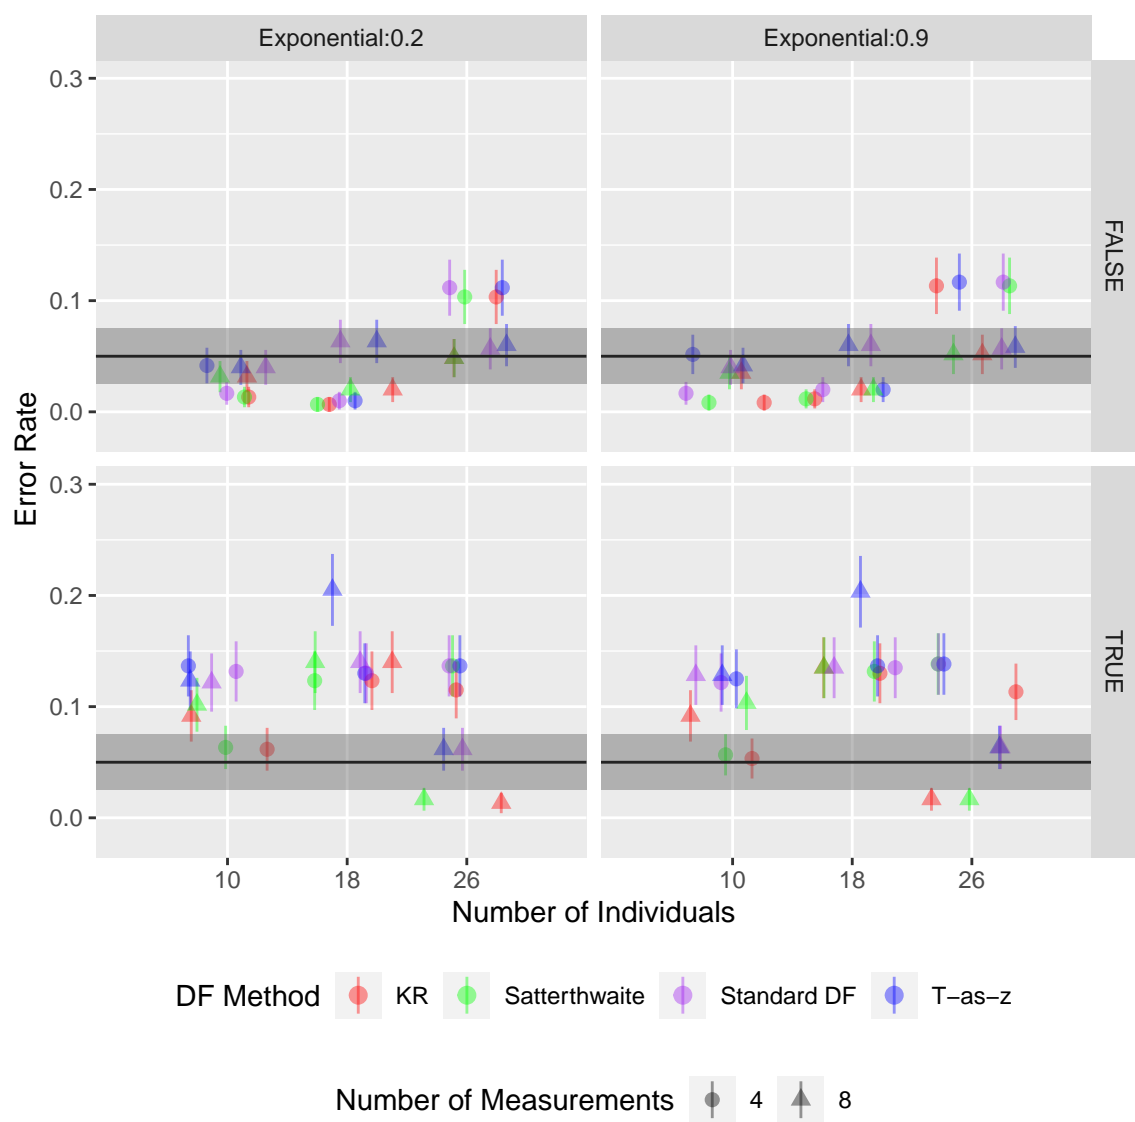 Exponential:0.2
Exponential:0.9
0.3
0.2
0.1
0.0
FALSE
0.3
0.2
0.1
0.0
TRUE
Error Rate
10 18 26
10 18 26
Number of Individuals
DF Method KR Satterthwaite Standard DF T−as−z
Number of Measurements 4 8